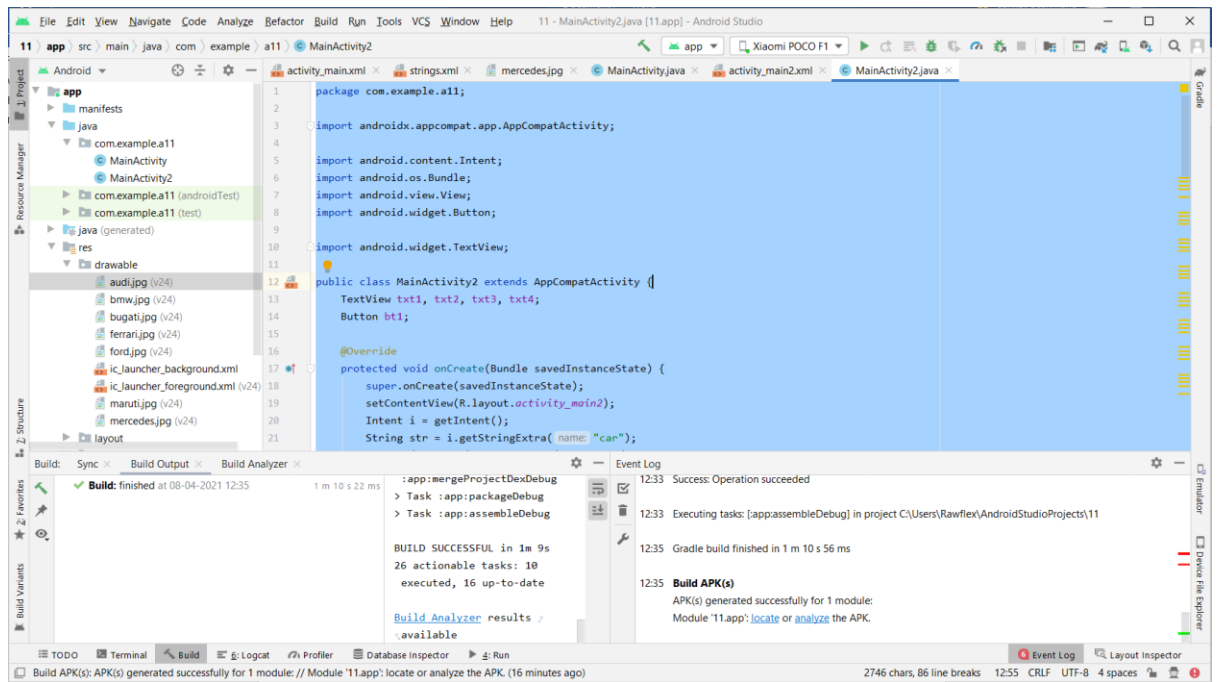 File Edit View Navigate Code Analyze Refactor Build Run Tools VCS Window Help 11 - MainActivity2.java [11.app] - Android Studio
11 app src main java com example a11 MainActivity2 app Xiaomi POCO F1
1: Project
Resource Manager
7: Structure
2: Favorites
Build Variants
Android
app
manifests
java
com.example.a11
MainActivity
MainActivity2
com.example.a11 (androidTest)
com.example.a11 (test)
java (generated)
res
drawable
audi.jpg (v24)
bmw.jpg (v24)
bugati.jpg (v24)
ferrari.jpg (v24)
ford.jpg (v24)
ic_launcher_background.xml
ic_launcher_foreground.xml (v24)
maruti.jpg (v24)
mercedes.jpg (v24)
layout
activity_main.xml strings.xml mercedes.jpg MainActivity.java activity_main2.xml MainActivity2.java
1 package com.example.a11;
2
3 import androidx.appcompat.app.AppCompatActivity;
4
5 import android.content.Intent;
6 import android.os.Bundle;
7 import android.view.View;
8 import android.widget.Button;
9
10 import android.widget.TextView;
11
12 public class MainActivity2 extends AppCompatActivity {
13 TextView txt1, txt2, txt3, txt4;
14 Button bt1;
15
16 @Override
17 protected void onCreate(Bundle savedInstanceState) {
18 super.onCreate(savedInstanceState);
19 setContentView(R.layout.activity_main2);
20 Intent i = getIntent();
21 String str = i.getStringExtra( name: "car");
Gradle
Emulator
Device File Explorer
Build: Sync Build Output Build Analyzer
Build: finished at 08-04-2021 12:35 1 m 10 s 22 ms
:app:mergeProjectDexDebug
> Task :app:packageDebug
> Task :app:assembleDebug
BUILD SUCCESSFUL in 1m 9s
26 actionable tasks: 10
executed, 16 up-to-date
Build Analyzer results
available
Event Log
12:33 Success: Operation succeeded
12:33 Executing tasks: [:app:assembleDebug] in project C:\Users\Rawflex\AndroidStudioProjects\11
12:35 Gradle build finished in 1 m 10 s 56 ms
12:35 Build APK(s)
APK(s) generated successfully for 1 module:
Module '11.app': locate or analyze the APK.
TODO Terminal Build 6: Logcat Profiler Database Inspector 4: Run 6 Event Log Layout Inspector
Build APK(s): APK(s) generated successfully for 1 module: // Module '11.app': locate or analyze the APK. (16 minutes ago) 2746 chars, 86 line breaks 12:55 CRLF UTF-8 4 spaces